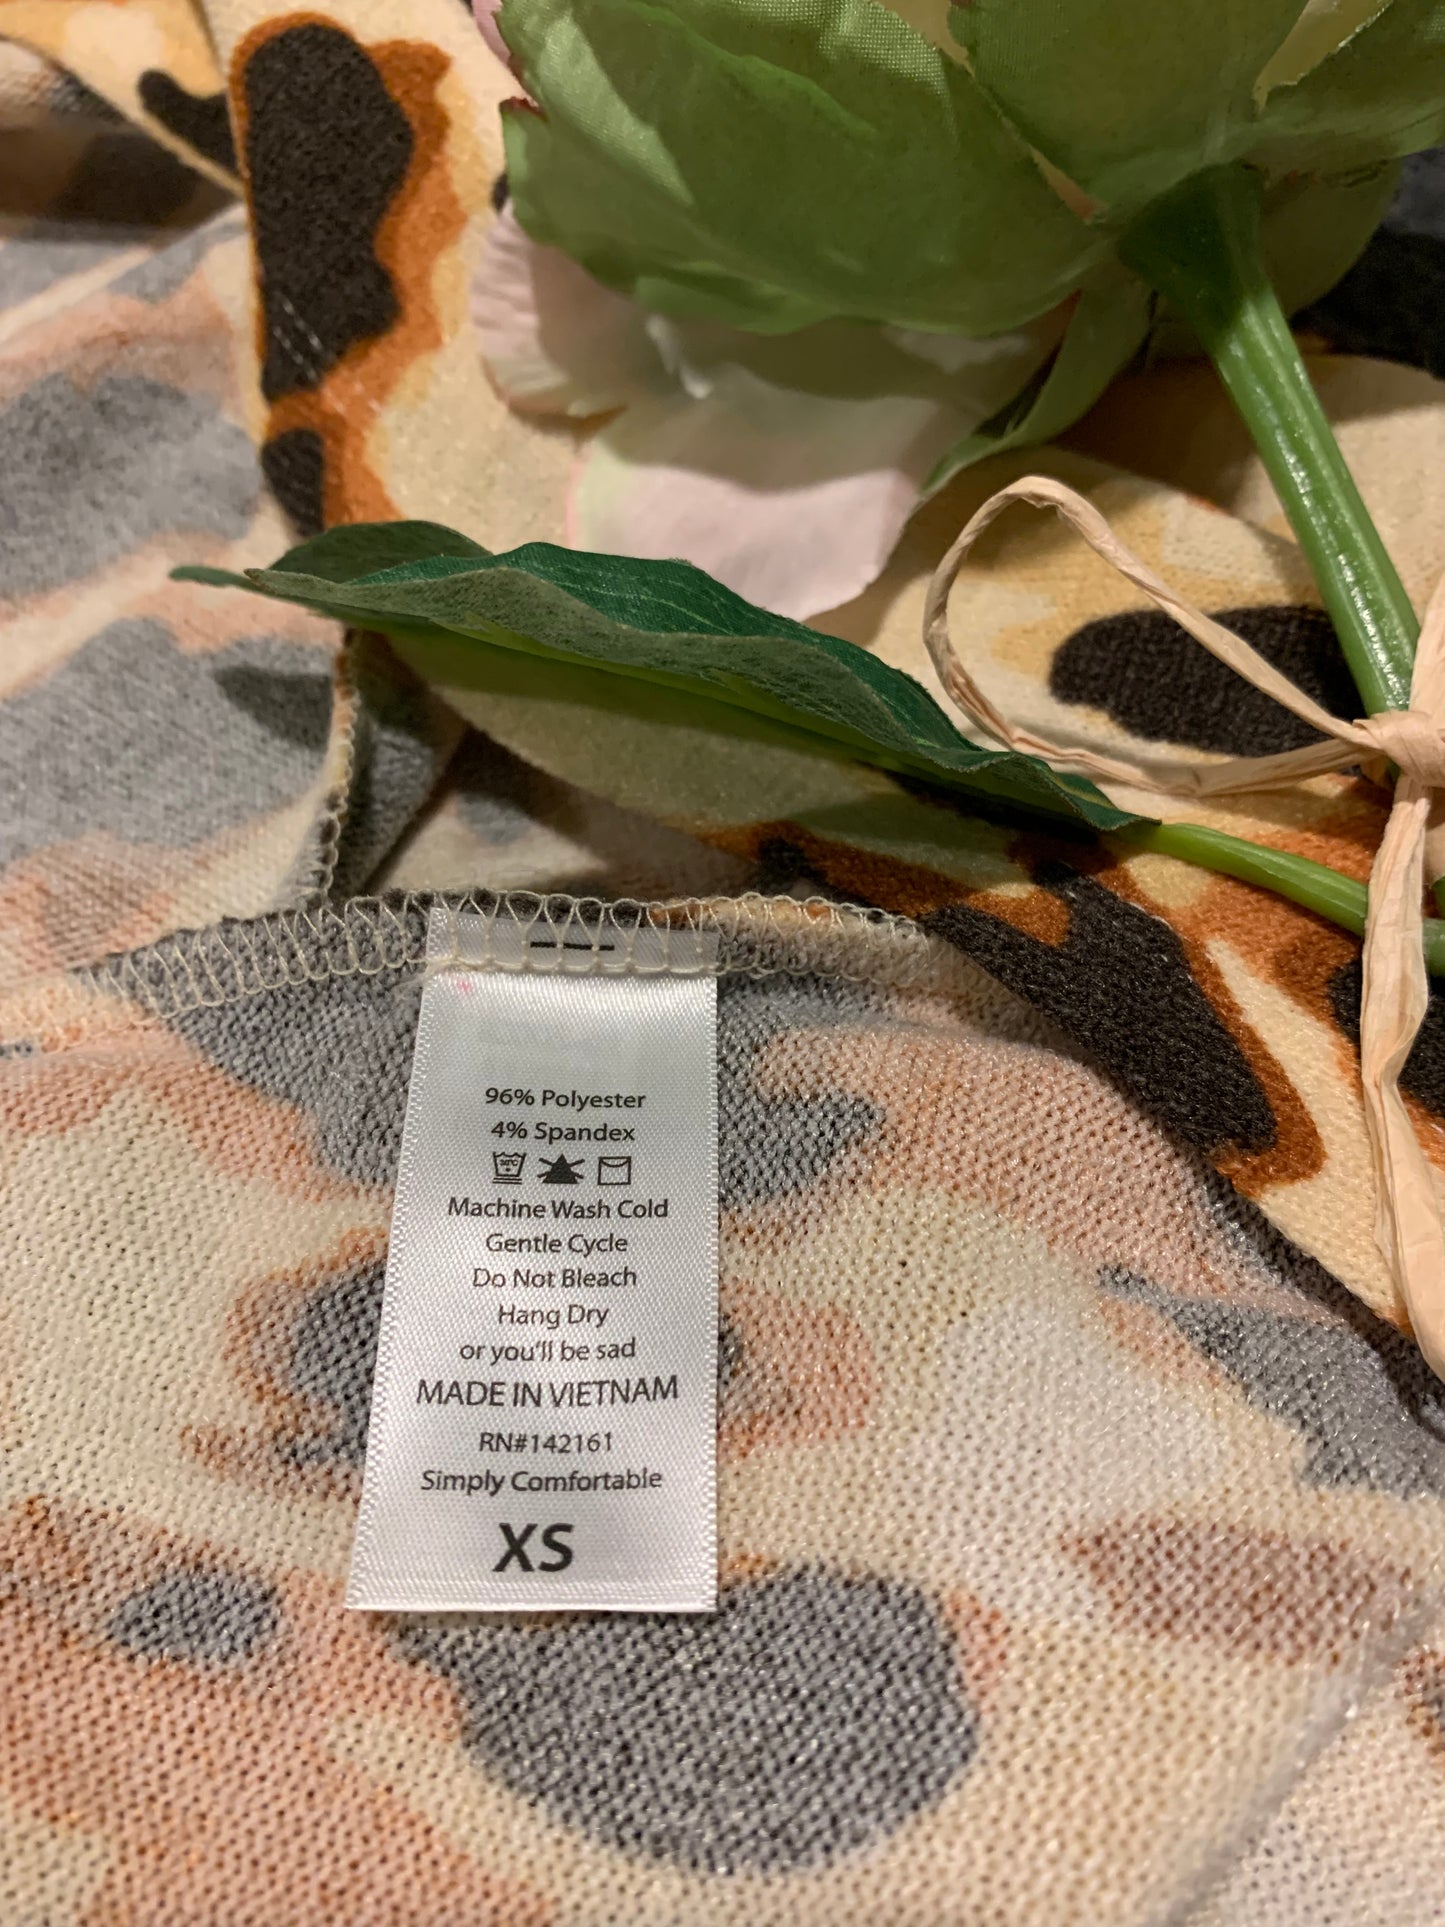 96% Polyester
4% Spandex
30°C
Machine Wash Cold
Gentle Cycle
Do Not Bleach
Hang Dry
or you'll be sad
MADE IN VIETNAM
RN#142161
Simply Comfortable
XS